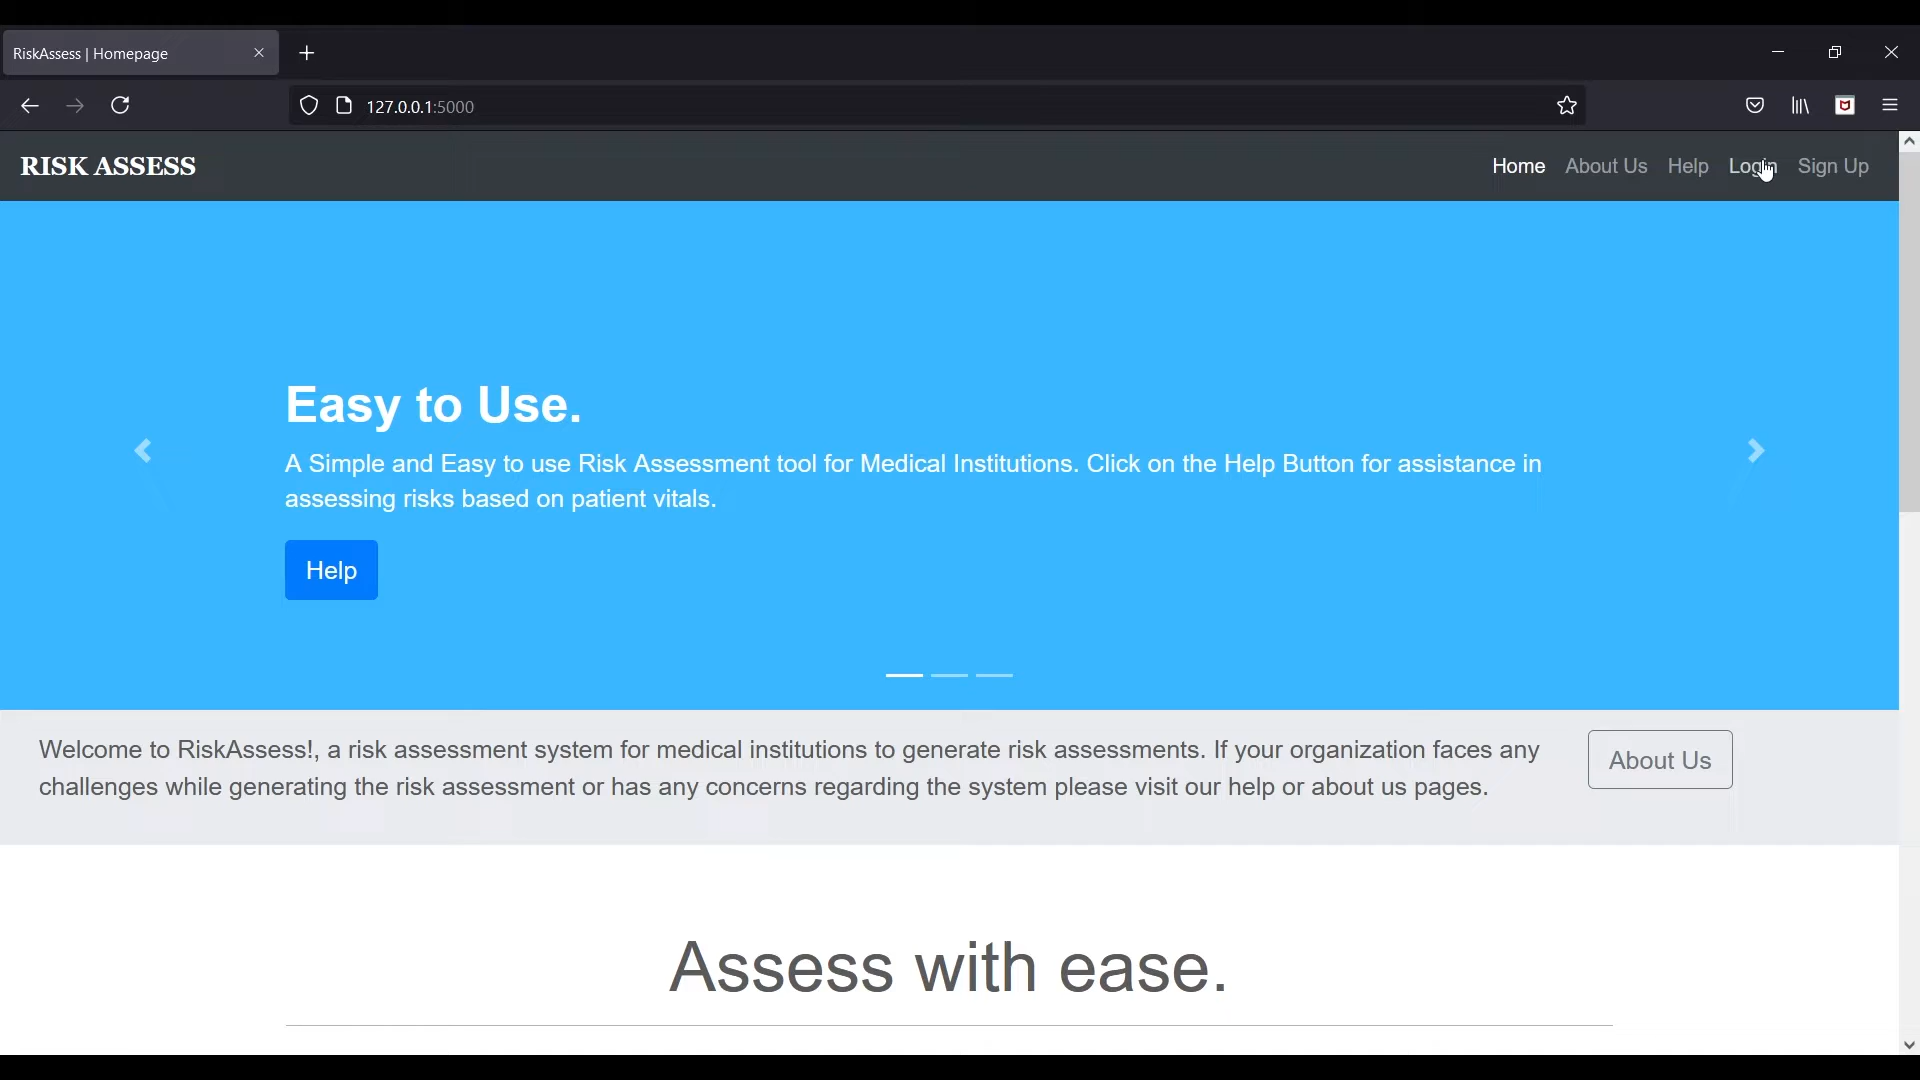 RiskAssess | Homepage
127.0.0.1:5000
RISK ASSESS
Home About Us Help Login Sign Up
Easy to Use.
A Simple and Easy to use Risk Assessment tool for Medical Institutions. Click on the Help Button for assistance in
assessing risks based on patient vitals.
Help
Welcome to RiskAssess!, a risk assessment system for medical institutions to generate risk assessments. If your organization faces any
challenges while generating the risk assessment or has any concerns regarding the system please visit our help or about us pages.
About Us
Assess with ease.